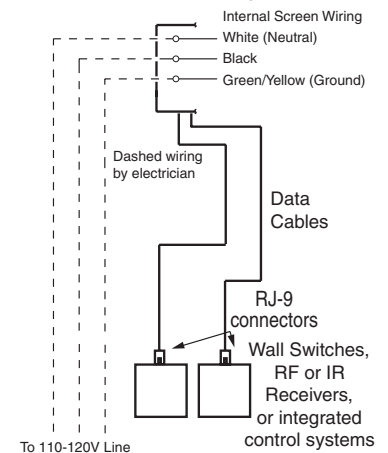 Internal Screen Wiring
White (Neutral)
Black
Green/Yellow (Ground)
Dashed wiring
by electrician
Data
Cables
RJ-9
connectors
Wall Switches,
RF or IR
Receivers,
or integrated
control systems
To 110-120V Line